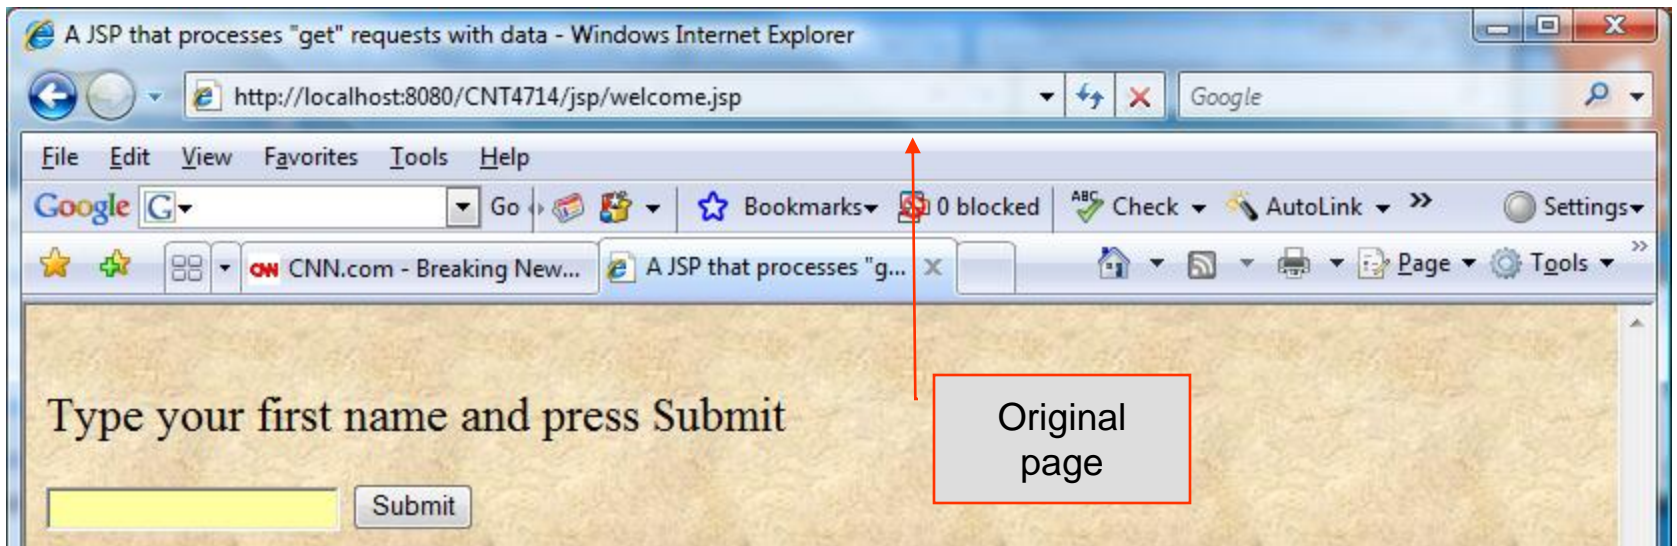 A JSP that processes "get" requests with data - Windows Internet Explorer
http://localhost:8080/CNT4714/jsp/welcome.jsp Google
File Edit View Favorites Tools Help
Google G Go Bookmarks 0 blocked ABC Check AutoLink >> Settings
CNN CNN.com - Breaking New... A JSP that processes "g... Page Tools >>
Type your first name and press Submit
Original
page
Submit